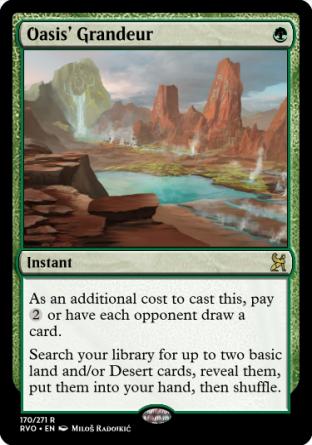 Oasis' Grandeur
Instant
As an additional cost to cast this, pay
2 or have each opponent draw a
card.
Search your library for up to two basic
land and/or Desert cards, reveal them,
put them into your hand, then shuffle.
170/271 R
RVO • EN Miloš Radojkić